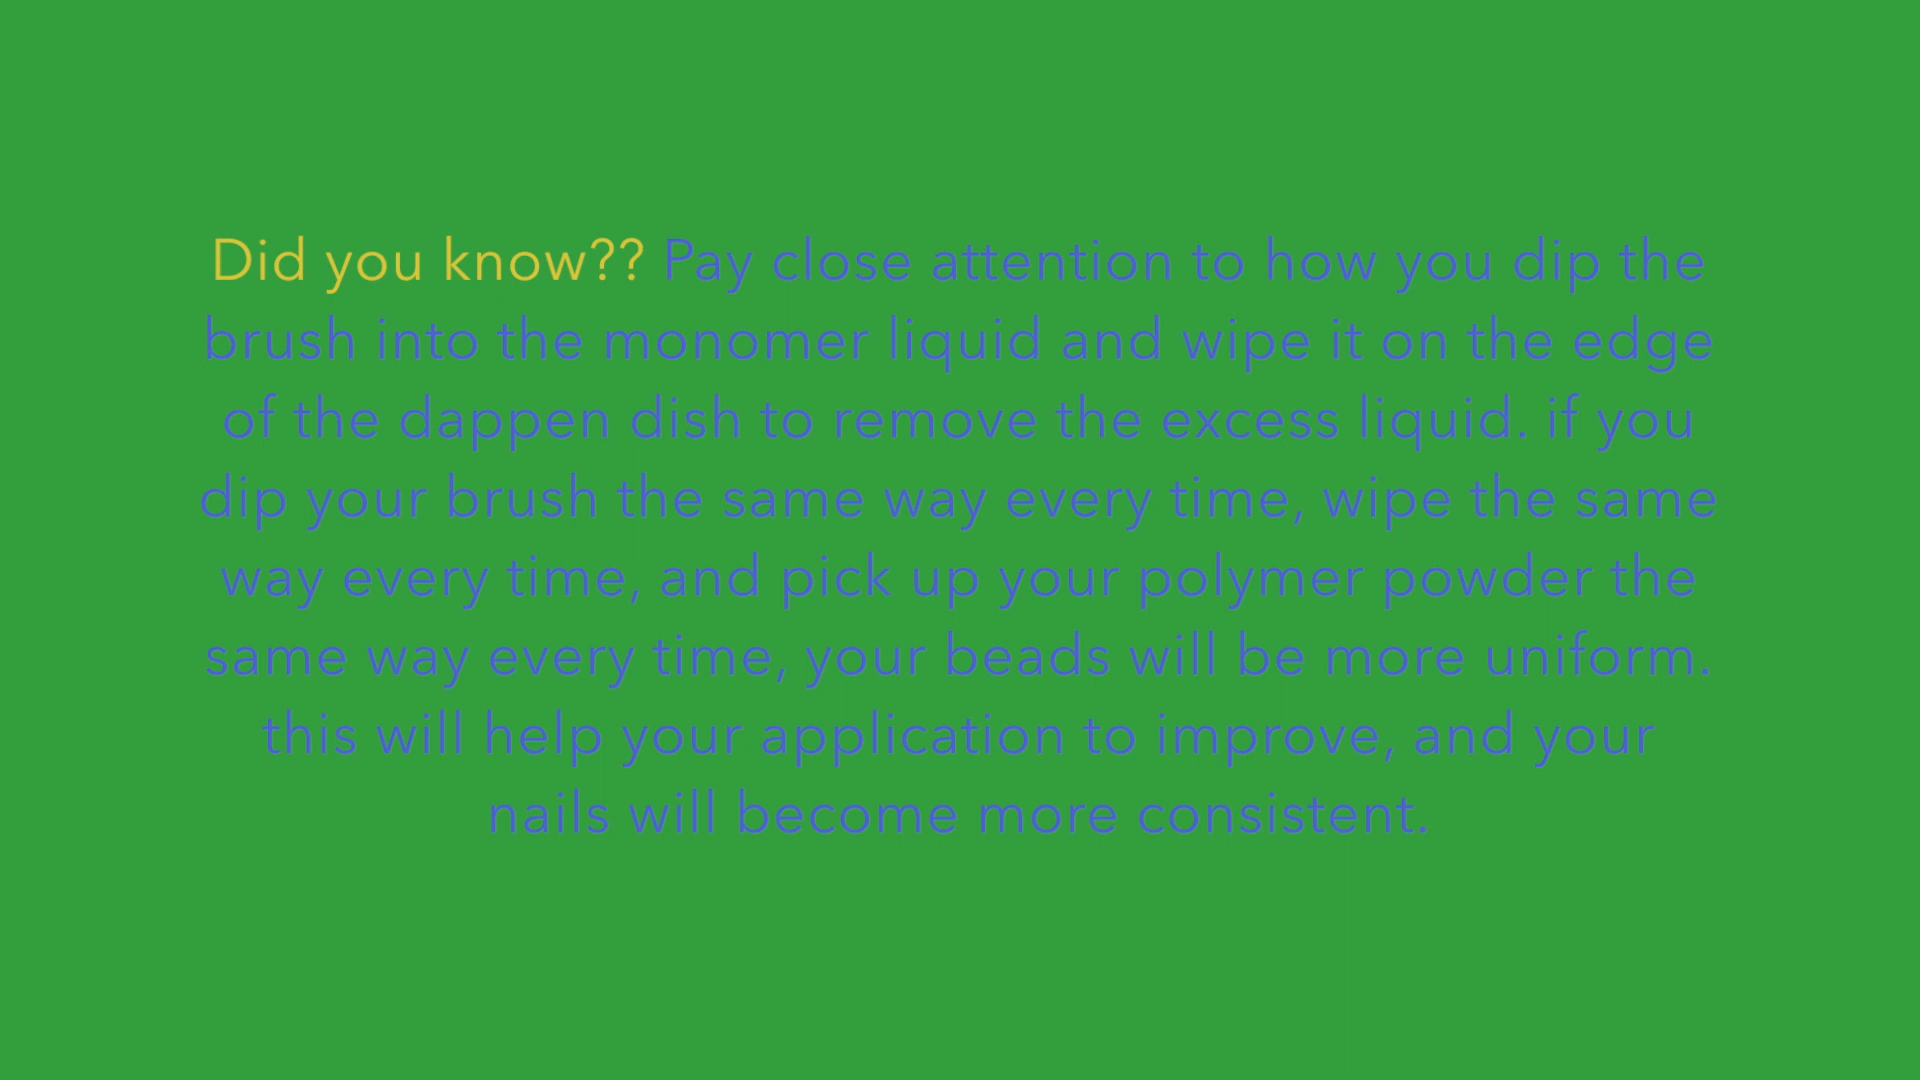 Did you know?? Pay close attention to how you dip the
brush into the monomer liquid and wipe it on the edge
of the dappen dish to remove the excess liquid. if you
dip your brush the same way every time, wipe the same
way every time, and pick up your polymer powder the
same way every time, your beads will be more uniform.
this will help your application to improve, and your
nails will become more consistent.